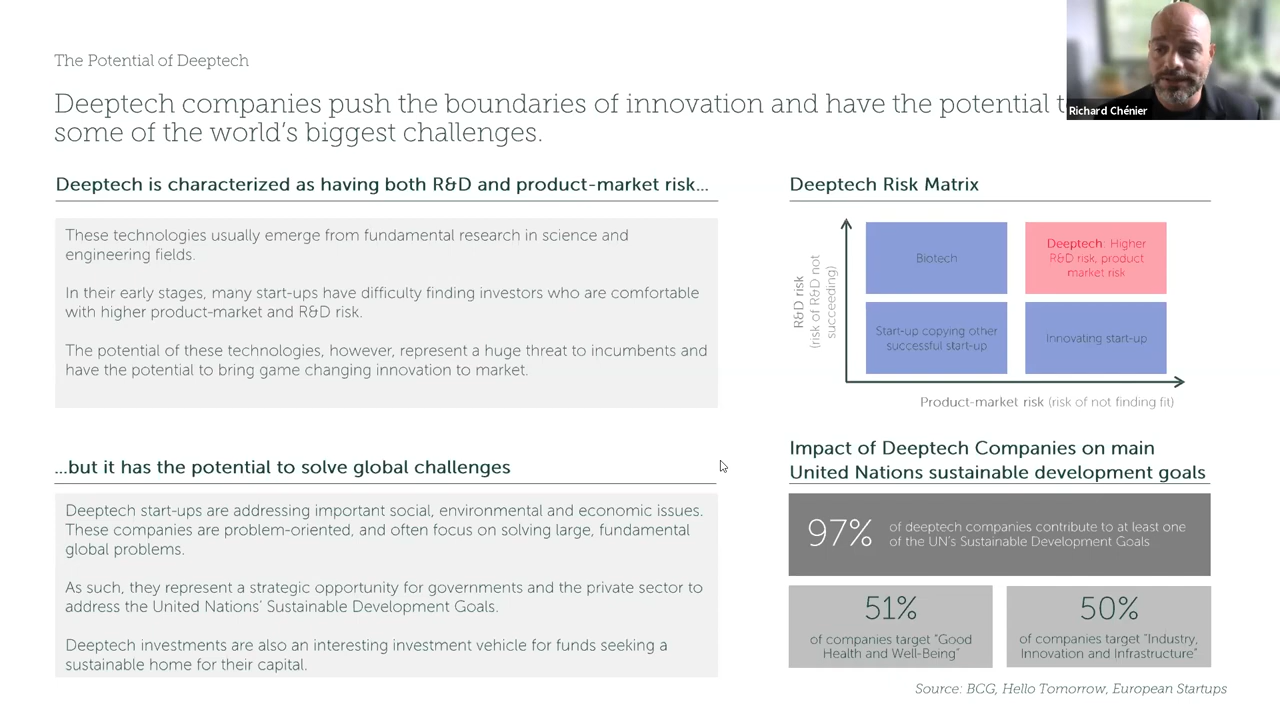 The Potential of Deeptech
Deeptech companies push the boundaries of innovation and have the potential
some of the world's biggest challenges.
Richard Chénier
Deeptech is characterized as having both R&D and product-market risk...
These technologies usually emerge from fundamental research in science and
engineering fields.
In their early stages, many start-ups have difficulty finding investors who are comfortable
with higher product-market and R&D risk.
The potential of these technologies, however, represent a huge threat to incumbents and
have the potential to bring game changing innovation to market.
...but it has the potential to solve global challenges
Deeptech start-ups are addressing important social, environmental and economic issues.
These companies are problem-oriented, and often focus on solving large, fundamental
global problems.
As such, they represent a strategic opportunity for governments and the private sector to
address the United Nations' Sustainable Development Goals.
Deeptech investments are also an interesting investment vehicle for funds seeking a
sustainable home for their capital.
Deeptech Risk Matrix
R&D risk
(risk of R&D not
succeeding)
Biotech
Deeptech: Higher
R&D risk, product
market risk
Start-up copying other
successful start-up
Innovating start-up
Product-market risk (risk of not finding fit)
Impact of Deeptech Companies on main
United Nations sustainable development goals
97%
of deeptech companies contribute to at least one
of the UN's Sustainable Development Goals
51%
of companies target "Good
Health and Well-Being"
50%
of companies target "Industry,
Innovation and Infrastructure"
Source: BCG, Hello Tomorrow, European Startups